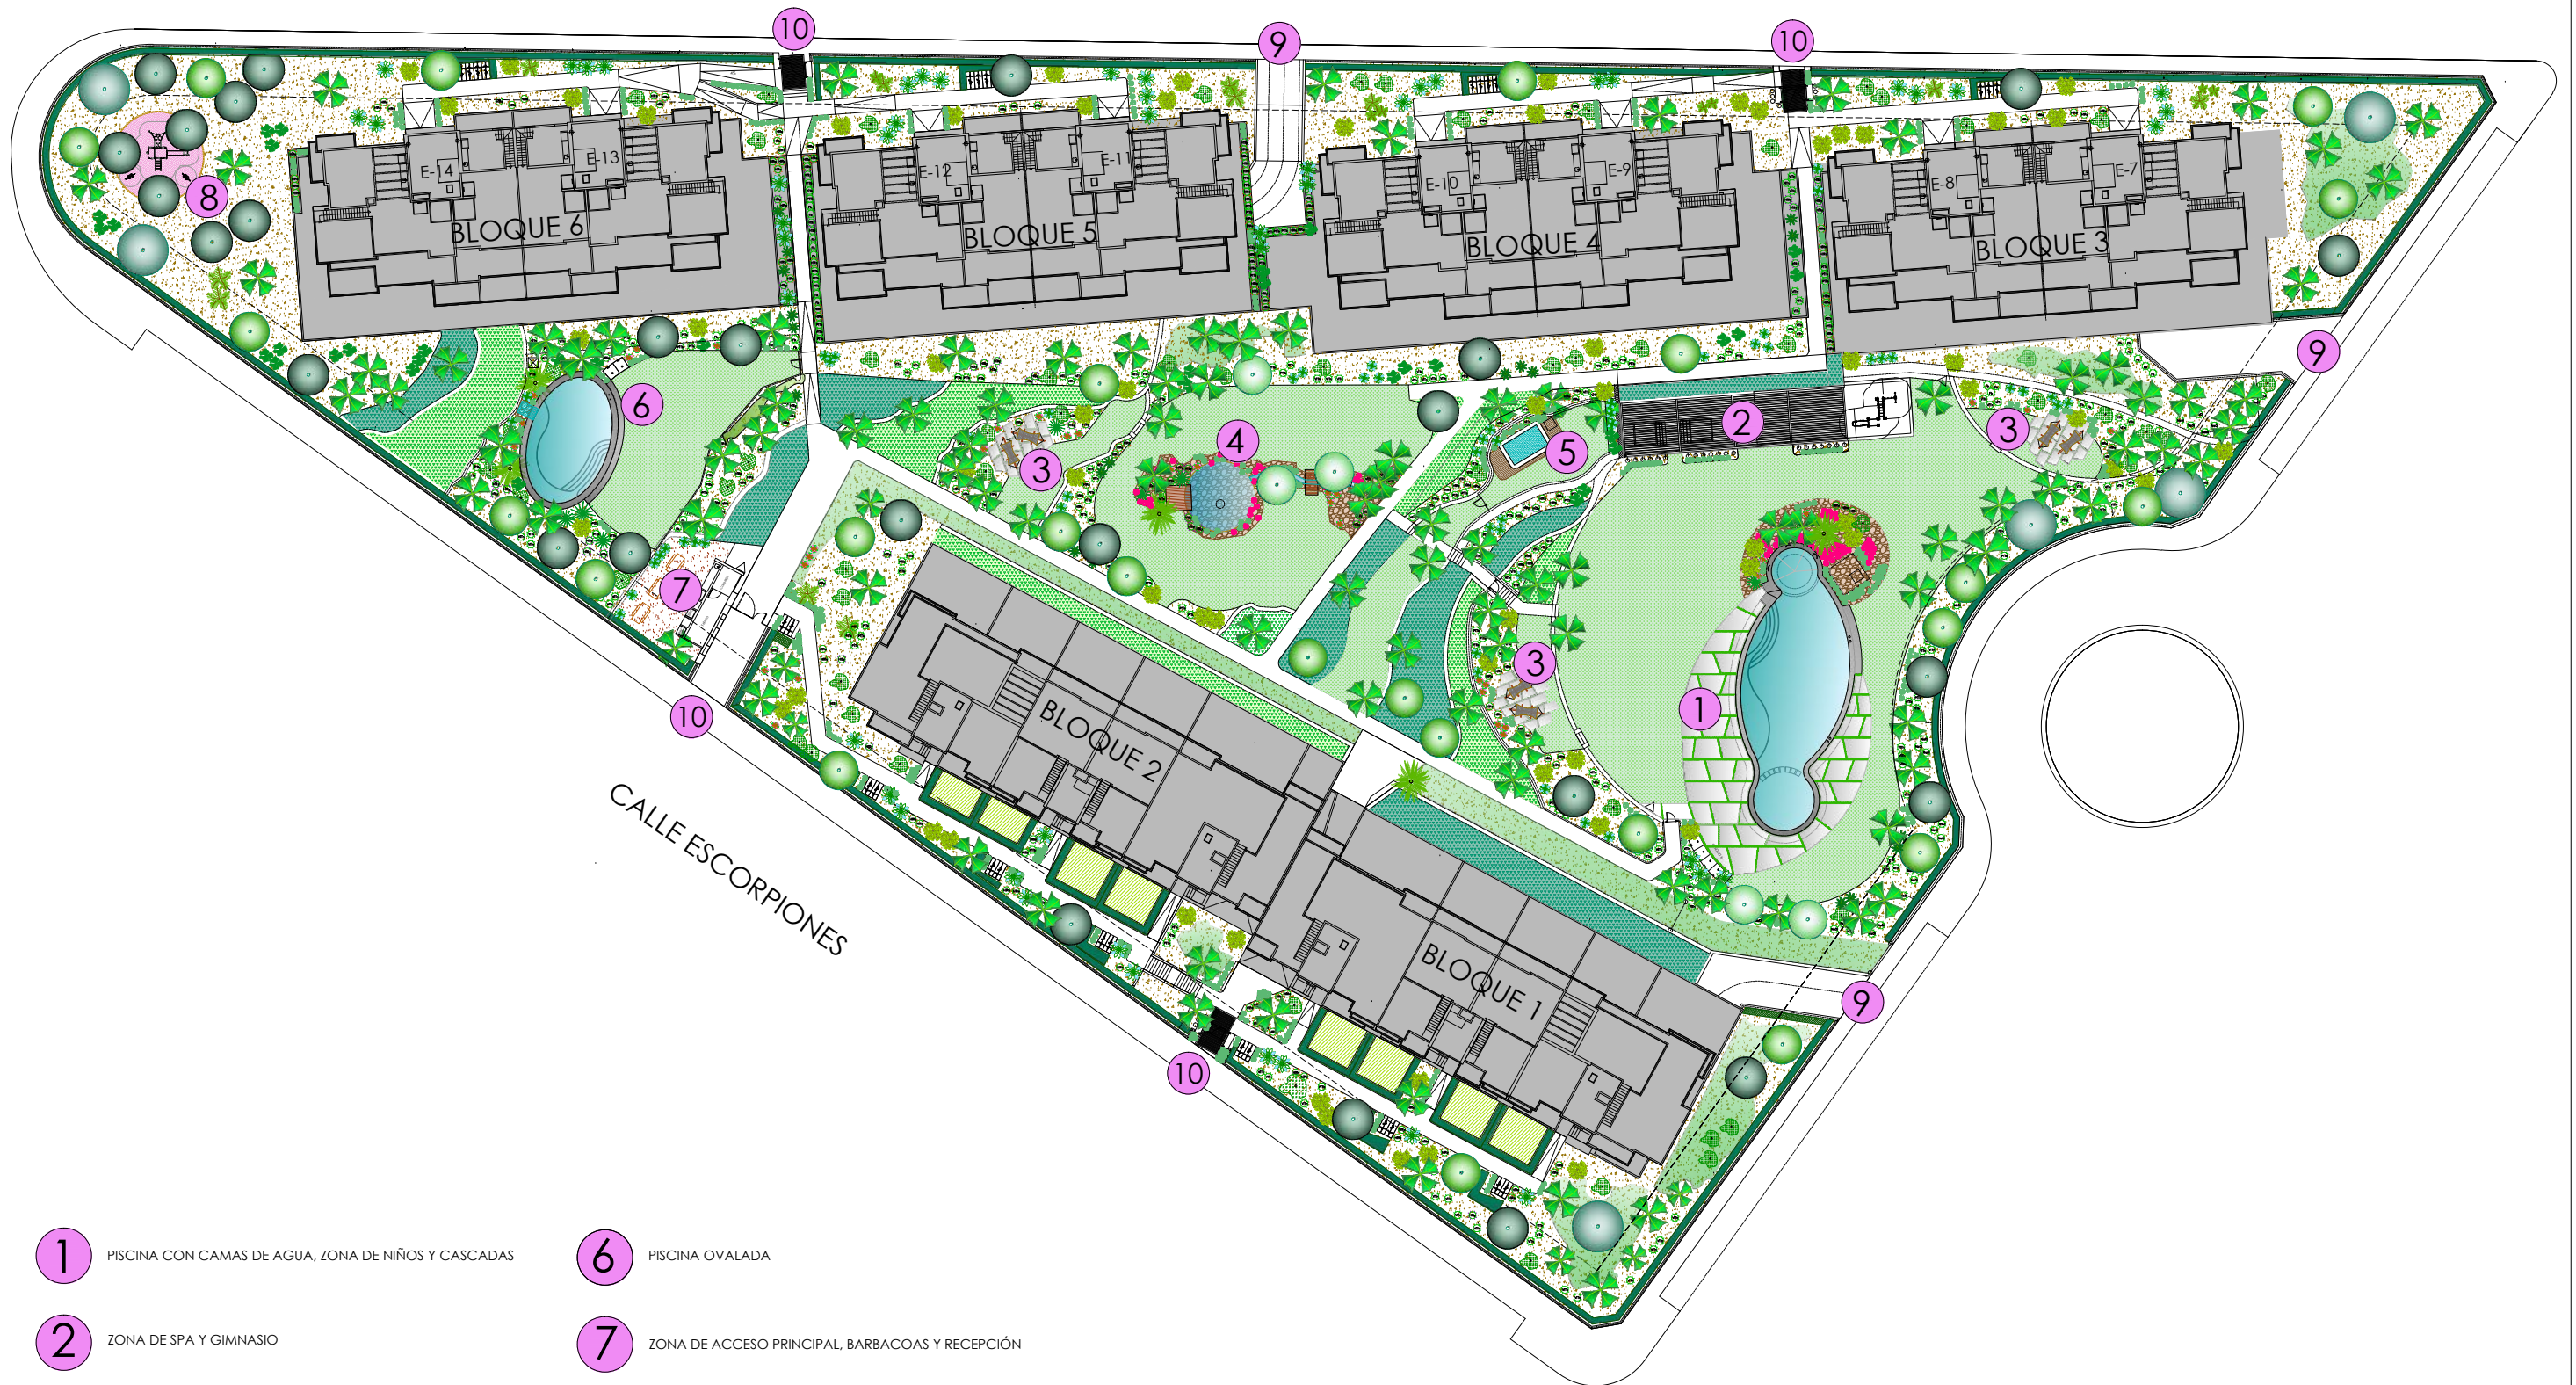 10
9
10
E-14
E-13
E-12
E-11
E-10
E-9
E-8
E-7
8
BLOQUE 6
BLOQUE 5
BLOQUE 4
BLOQUE 3
9
6
3
4
5
2
3
7
3
1
10
BLOQUE 2
CALLE ESCORPIONES
BLOQUE 1
9
10
1 PISCINA CON CAMAS DE AGUA, ZONA DE NIÑOS Y CASCADAS
6 PISCINA OVALADA
2 ZONA DE SPA Y GIMNASIO
7 ZONA DE ACCESO PRINCIPAL, BARBACOAS Y RECEPCIÓN